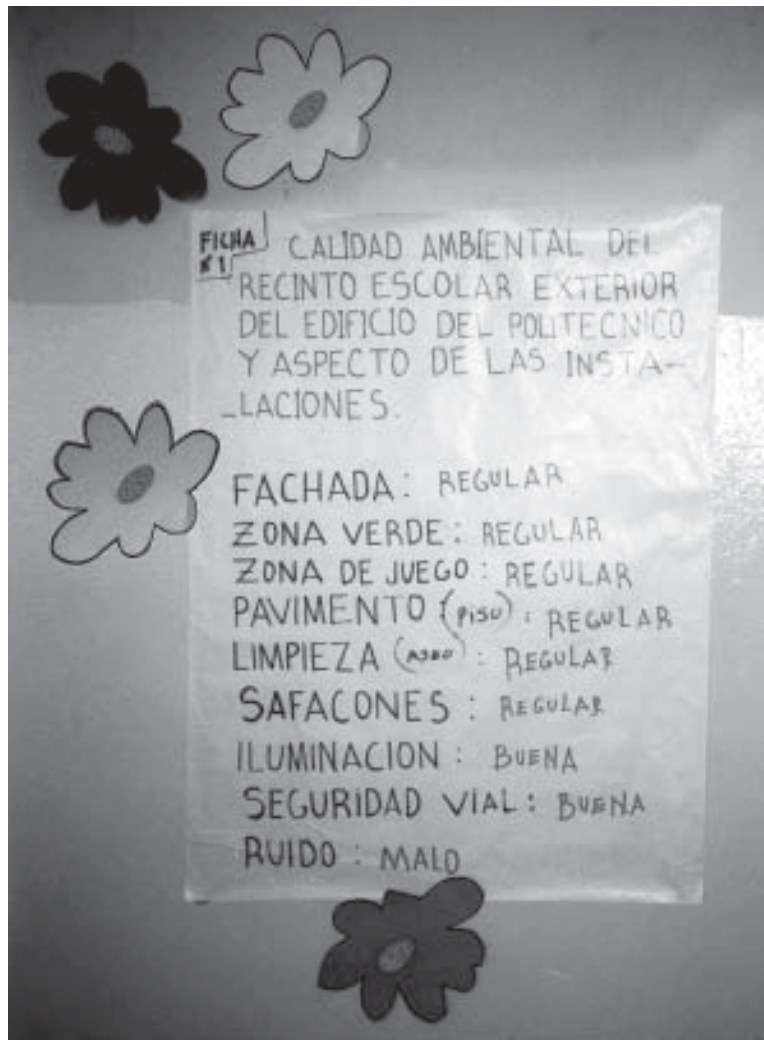 FICHA
# 1
CALIDAD AMBIENTAL DEL
RECINTO ESCOLAR EXTERIOR
DEL EDIFICIO DEL POLITECNICO
Y ASPECTO DE LAS INSTA-
-LACIONES.
FACHADA: REGULAR
ZONA VERDE: REGULAR
ZONA DE JUEGO: REGULAR
PAVIMENTO (PISO): REGULAR
LIMPIEZA (ASEO): REGULAR
SAFACONES: REGULAR
ILUMINACION: BUENA
SEGURIDAD VIAL: BUENA
RUIDO: MALO